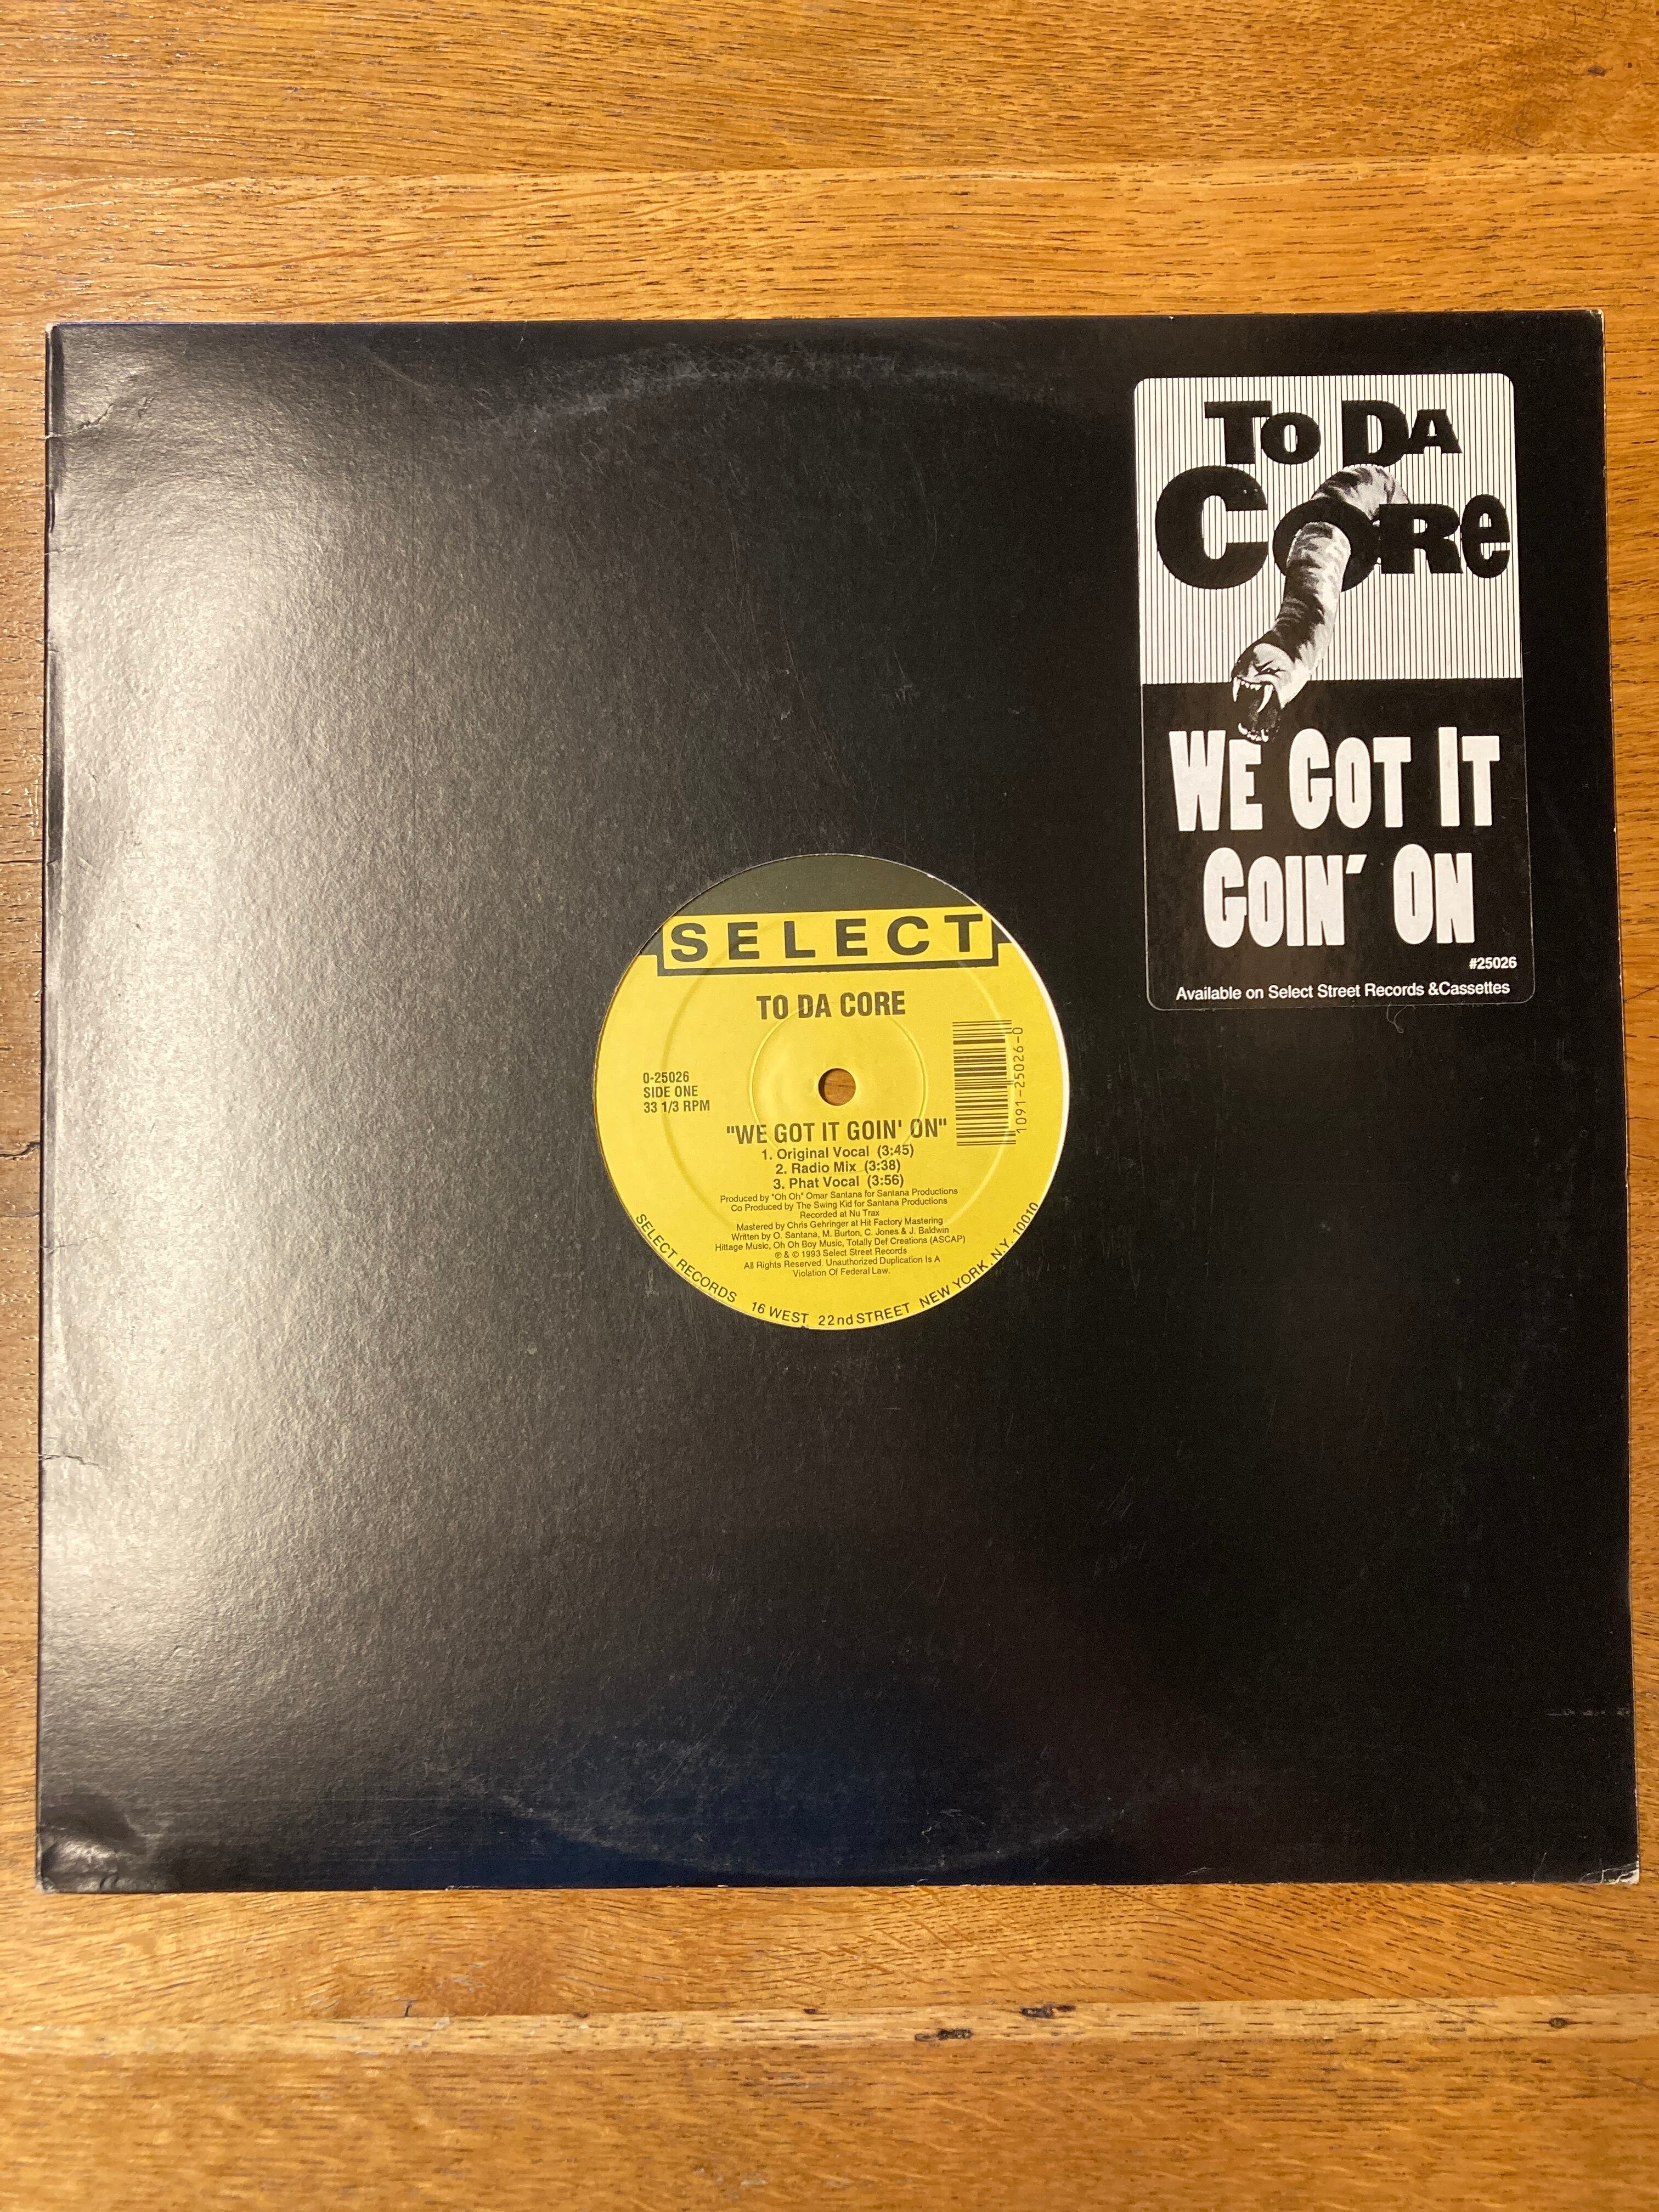 TO DA
CORe
WE GOT IT
GOIN' ON
#25026
Available on Select Street Records &Cassettes
SELECT
TO DA CORE
0-25026
SIDE ONE
33 1/3 RPM
1091-25026-0
"WE GOT IT GOIN' ON"
1. Original Vocal (3:45)
2. Radio Mix (3:38)
3. Phat Vocal (3:56)
Produced by "Oh Oh" Omar Santana for Santana Productions
Co Produced by The Swing Kid for Santana Productions
Recorded at Nu Trax
Mastered by Chris Gehringer at Hit Factory Mastering
Written by O. Santana, M. Burton, C. Jones & J. Baldwin
Hittage Music, Oh Oh Boy Music, Totally Def Creations (ASCAP)
℗ & © 1993 Select Street Records
All Rights Reserved. Unauthorized Duplication Is A
Violation Of Federal Law.
SELECT RECORDS 16 WEST 22nd STREET NEW YORK, N.Y. 10010